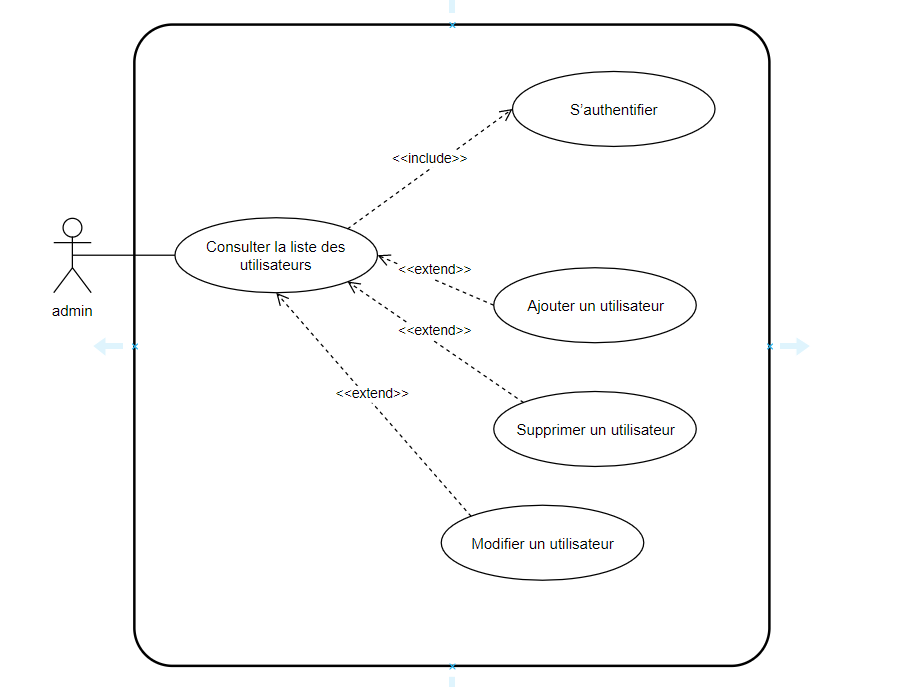 S'authentifier
<<include>>
Consulter la liste des
utilisateurs
<<extend>>
Ajouter un utilisateur
admin
<<extend>>
<<extend>>
Supprimer un utilisateur
Modifier un utilisateur